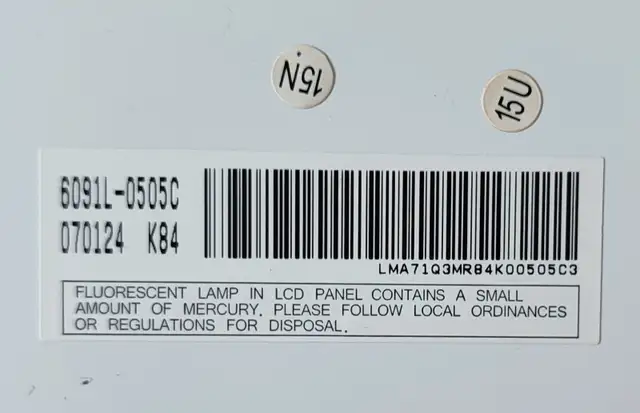 15N
15U
6091L-0505C
070124 K84
LMA71Q3MR84K00505C3
FLUORESCENT LAMP IN LCD PANEL CONTAINS A SMALL
AMOUNT OF MERCURY. PLEASE FOLLOW LOCAL ORDINANCES
OR REGULATIONS FOR DISPOSAL.